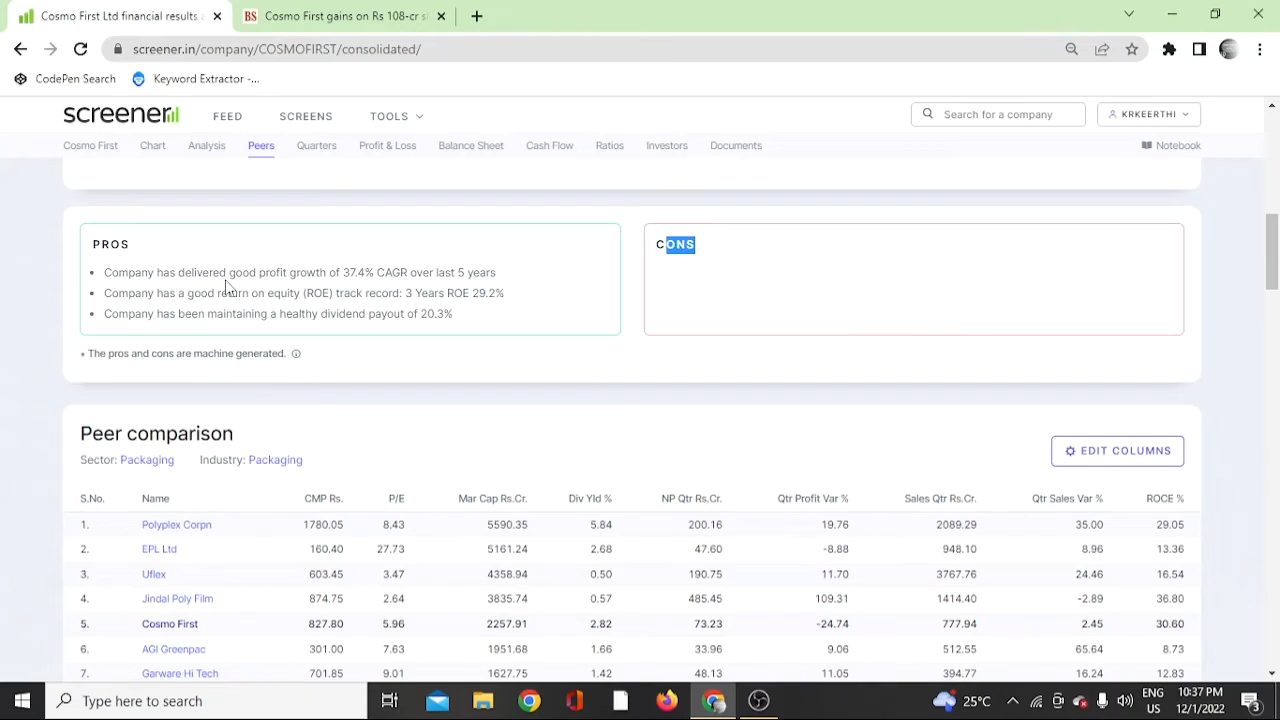 Cosmo First Ltd financial results
BS Cosmo First gains on Rs 108-cr s
screener.in/company/COSMOFIRST/consolidated/
CodePen Search Keyword Extractor -...
screener FEED SCREENS TOOLS Search for a company KRKEERTHI
Cosmo First Chart Analysis Peers Quarters Profit & Loss Balance Sheet Cash Flow Ratios Investors Documents Notebook
PROS
Company has delivered good profit growth of 37.4% CAGR over last 5 years
Company has a good return on equity (ROE) track record: 3 Years ROE 29.2%
Company has been maintaining a healthy dividend payout of 20.3%
CONS
* The pros and cons are machine generated.
Peer comparison
Sector: Packaging Industry: Packaging
EDIT COLUMNS
S.No. Name CMP Rs. P/E Mar Cap Rs.Cr. Div Yld % NP Qtr Rs.Cr. Qtr Profit Var % Sales Qtr Rs.Cr. Qtr Sales Var % ROCE %
1. Polyplex Corpn 1780.05 8.43 5590.35 5.84 200.16 19.76 2089.29 35.00 29.05
2. EPL Ltd 160.40 27.73 5161.24 2.68 47.60 -8.88 948.10 8.96 13.36
3. Uflex 603.45 3.47 4358.94 0.50 190.75 11.70 3767.76 24.46 16.54
4. Jindal Poly Film 874.75 2.64 3835.74 0.57 485.45 109.31 1414.40 -2.89 36.80
5. Cosmo First 827.80 5.96 2257.91 2.82 73.23 -24.74 777.94 2.45 30.60
6. AGI Greenpac 301.00 7.63 1951.68 1.66 33.96 9.06 512.55 65.64 8.73
7. Garware Hi Tech 701.85 9.01 1627.75 1.42 48.13 11.05 394.77 16.24 12.83
Type here to search
25°C
ENG
US
10:37 PM
12/1/2022
3